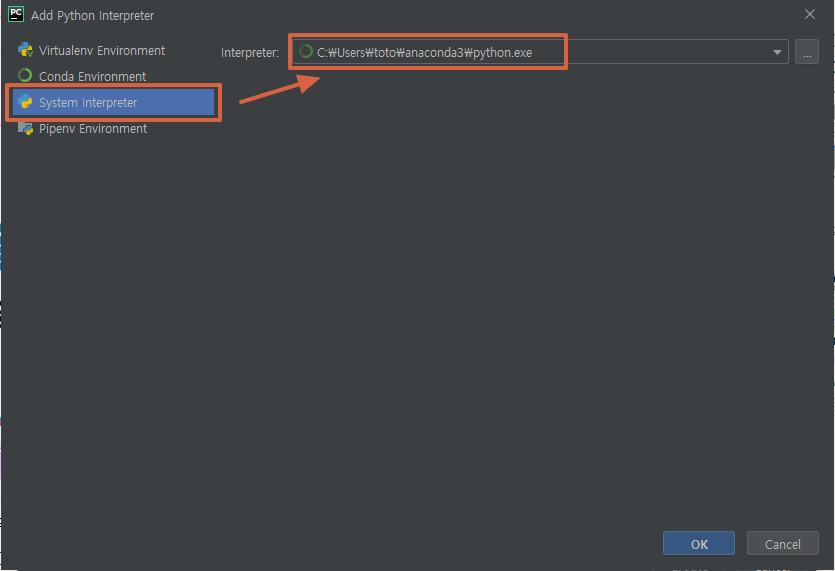 PC Add Python Interpreter
Virtualenv Environment
Conda Environment
System Interpreter
Pipenv Environment
Interpreter: C:₩Users₩toto₩anaconda3₩python.exe ...
OK Cancel